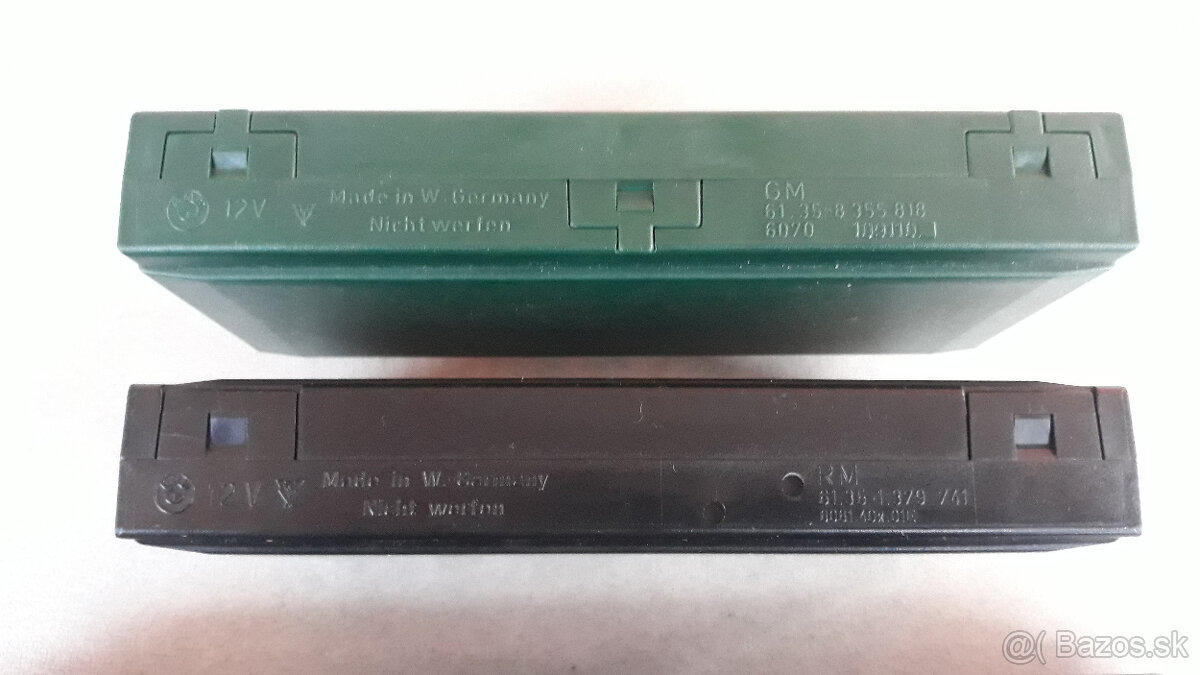 12V
Made in W. Germany
Nicht werfen
GM
61.35-8 355 818
6070
12V
Made in W. Germany
Nicht werfen
RM
61.35-1.379 741
@( Bazos.sk